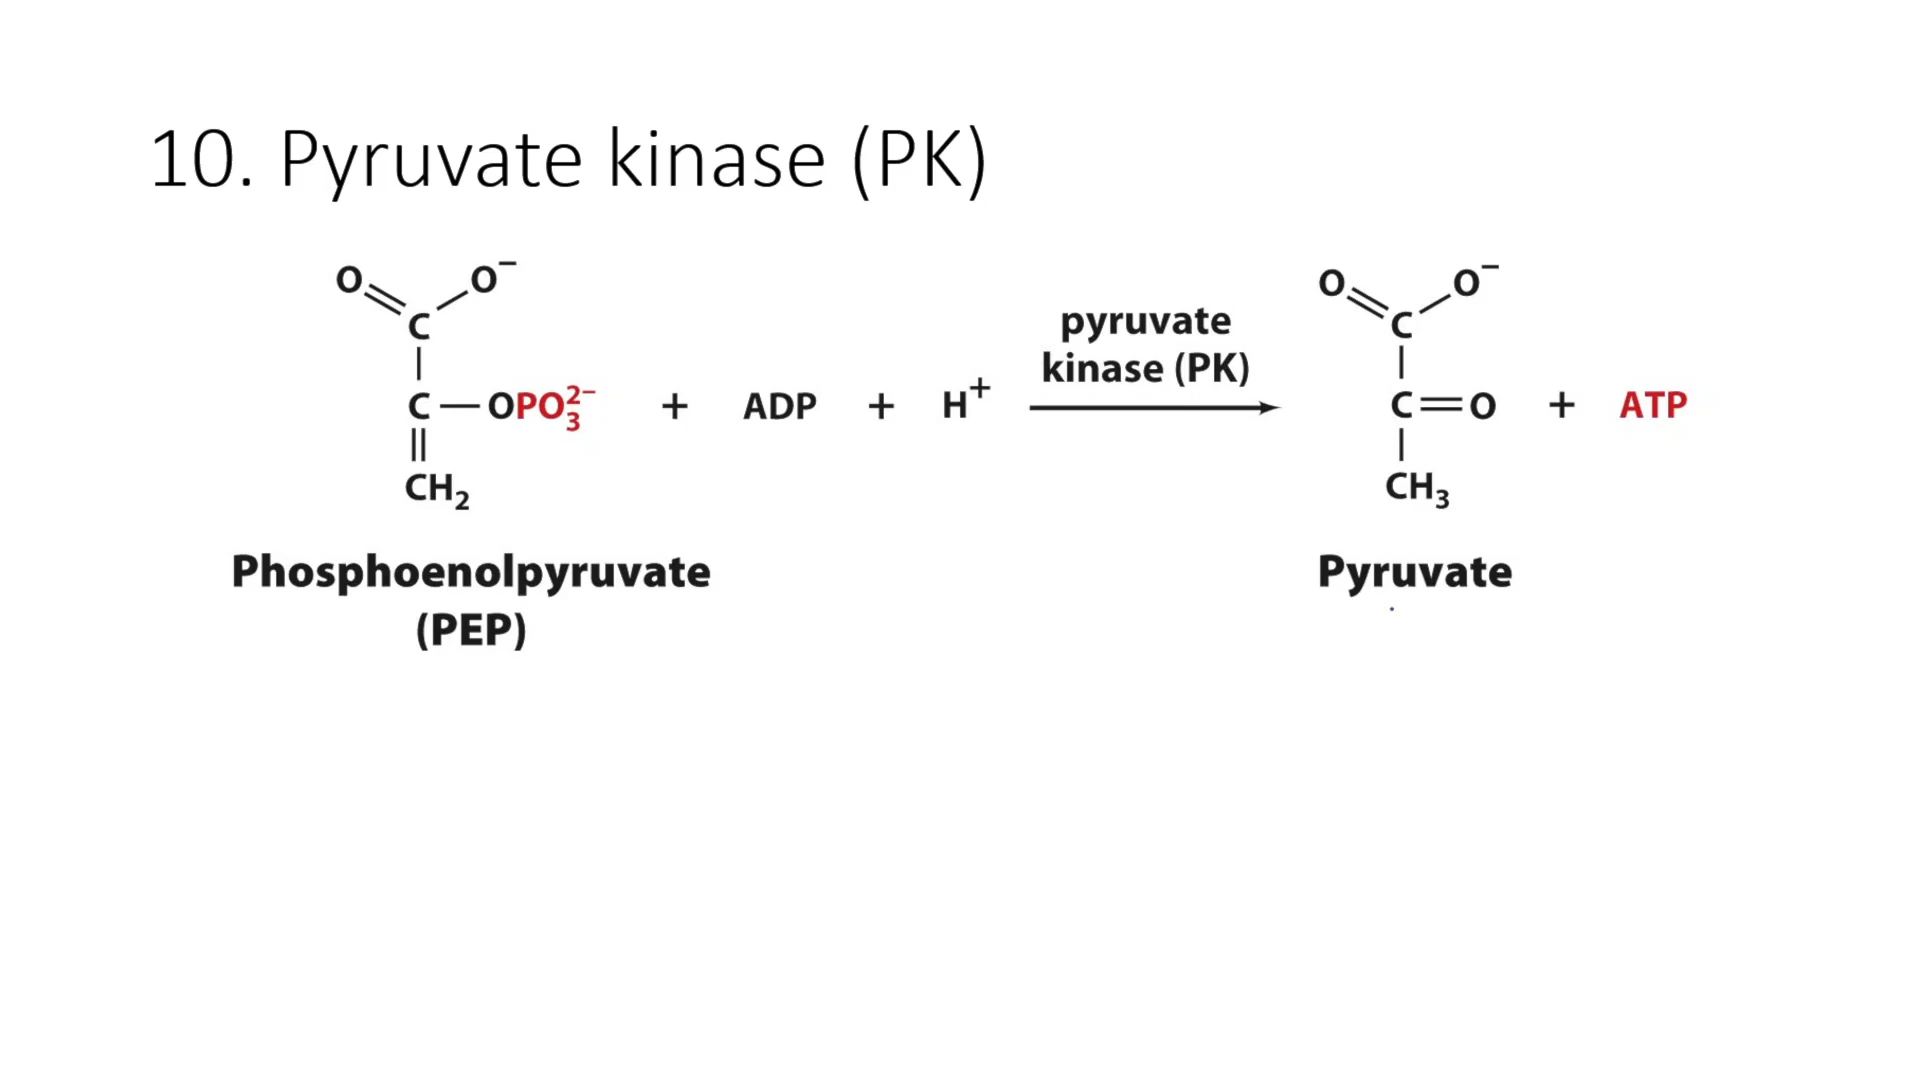 10. Pyruvate kinase (PK)
O O⁻
C
C—OPO₃²⁻ + ADP + H⁺
CH₂
Phosphoenolpyruvate
(PEP)
pyruvate
kinase (PK)
O O⁻
C
C=O + ATP
CH₃
Pyruvate